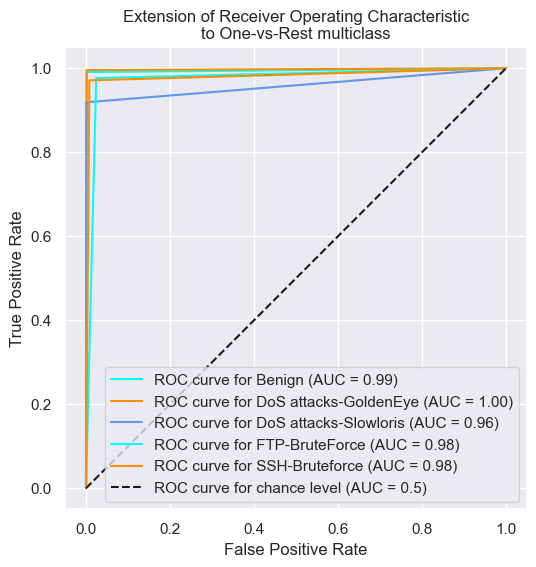 Extension of Receiver Operating Characteristic
to One-vs-Rest multiclass
True Positive Rate
1.0
0.8
0.6
0.4
0.2
0.0
ROC curve for Benign (AUC = 0.99)
ROC curve for DoS attacks-GoldenEye (AUC = 1.00)
ROC curve for DoS attacks-Slowloris (AUC = 0.96)
ROC curve for FTP-BruteForce (AUC = 0.98)
ROC curve for SSH-Bruteforce (AUC = 0.98)
ROC curve for chance level (AUC = 0.5)
0.0 0.2 0.4 0.6 0.8 1.0
False Positive Rate